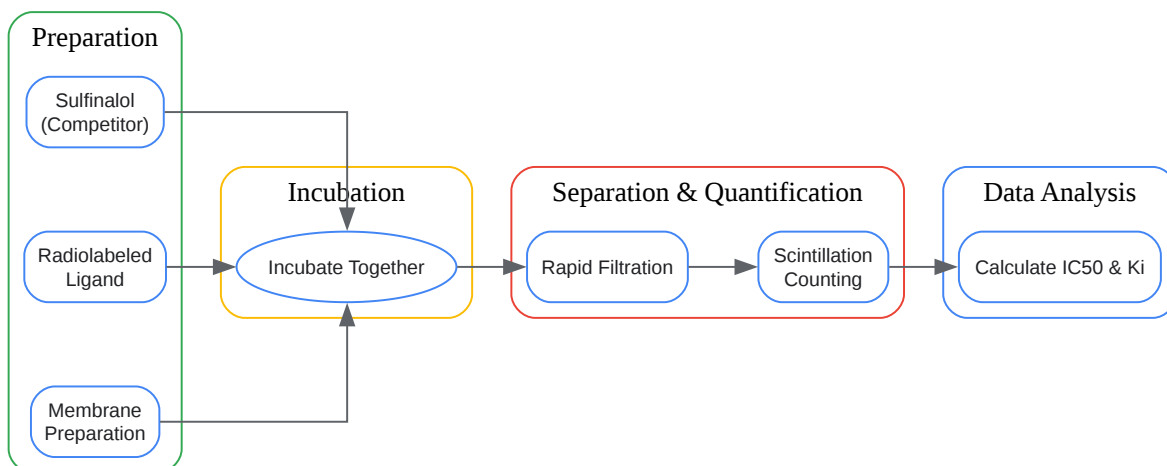 Preparation
Sulfinalol
(Competitor)
Radiolabeled
Ligand
Membrane
Preparation
Incubation
Incubate Together
Separation & Quantification
Rapid Filtration
Scintillation
Counting
Data Analysis
Calculate IC50 & Ki